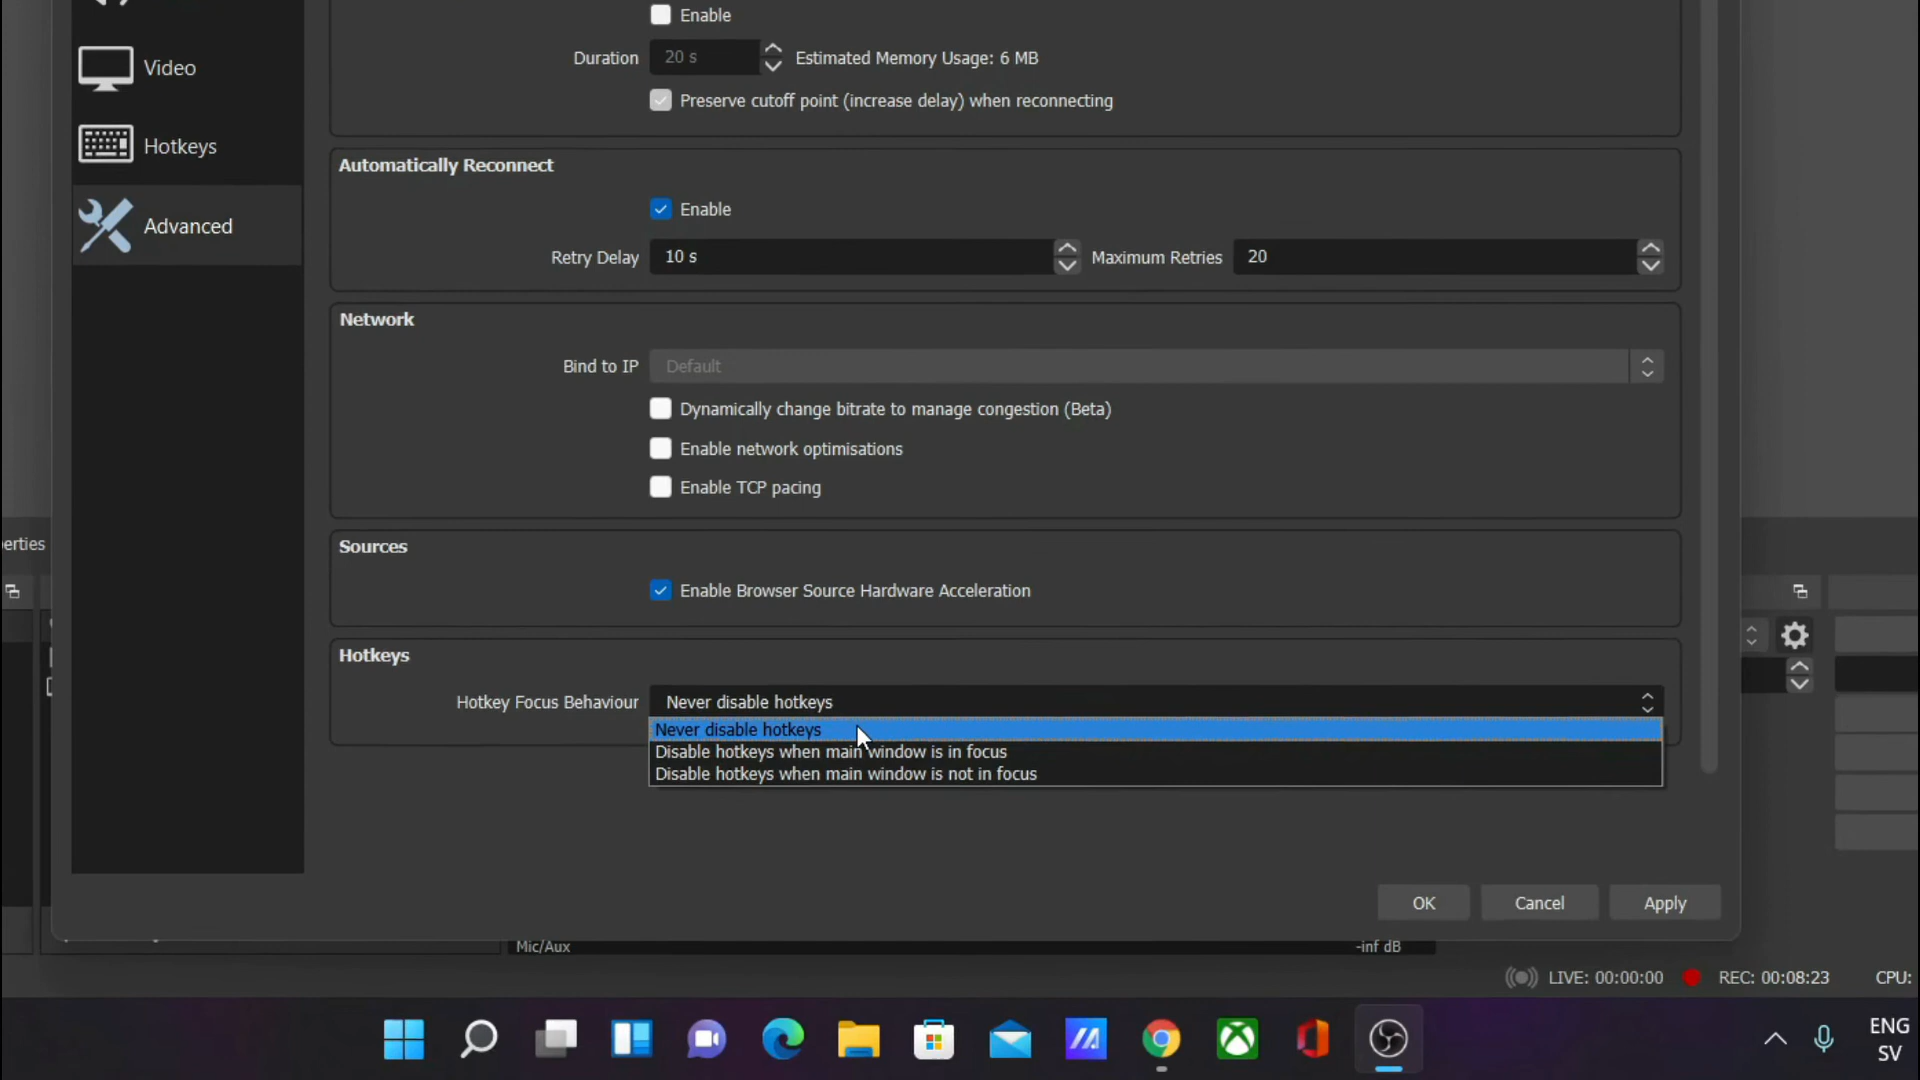 Enable
Duration 20 s Estimated Memory Usage: 6 MB
Preserve cutoff point (increase delay) when reconnecting
Video
Hotkeys
Advanced
Automatically Reconnect
Enable
Retry Delay 10 s Maximum Retries 20
Network
Bind to IP Default
Dynamically change bitrate to manage congestion (Beta)
Enable network optimisations
Enable TCP pacing
erties
Sources
Enable Browser Source Hardware Acceleration
Hotkeys
Hotkey Focus Behaviour Never disable hotkeys
Never disable hotkeys
Disable hotkeys when main window is in focus
Disable hotkeys when main window is not in focus
OK Cancel Apply
Mic/Aux -inf dB
LIVE: 00:00:00 REC: 00:08:23 CPU:
ENG
SV